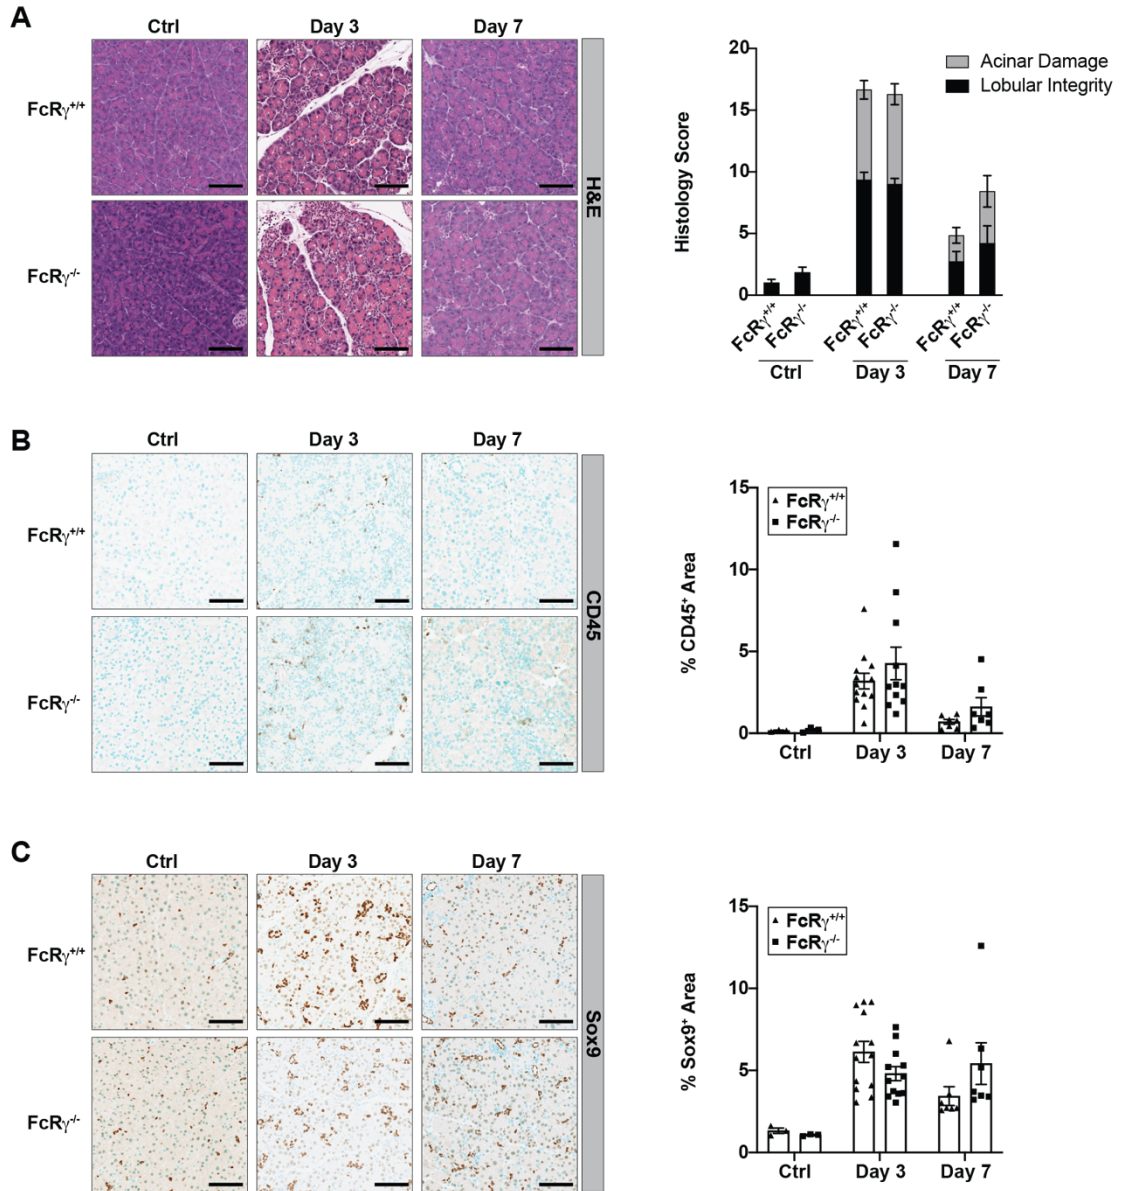 A
Ctrl
Day 3
Day 7
FcRγ+/+
FcRγ-/-
H&E
20
15
10
5
0
Histology Score
Acinar Damage
Lobular Integrity
FcRγ+/+
FcRγ-/-
FcRγ+/+
FcRγ-/-
FcRγ+/+
FcRγ-/-
Ctrl
Day 3
Day 7
B
Ctrl
Day 3
Day 7
FcRγ+/+
FcRγ-/-
CD45
15
10
5
0
% CD45+ Area
FcRγ+/+
FcRγ-/-
Ctrl
Day 3
Day 7
C
Ctrl
Day 3
Day 7
FcRγ+/+
FcRγ-/-
Sox9
15
10
5
0
% Sox9+ Area
FcRγ+/+
FcRγ-/-
Ctrl
Day 3
Day 7